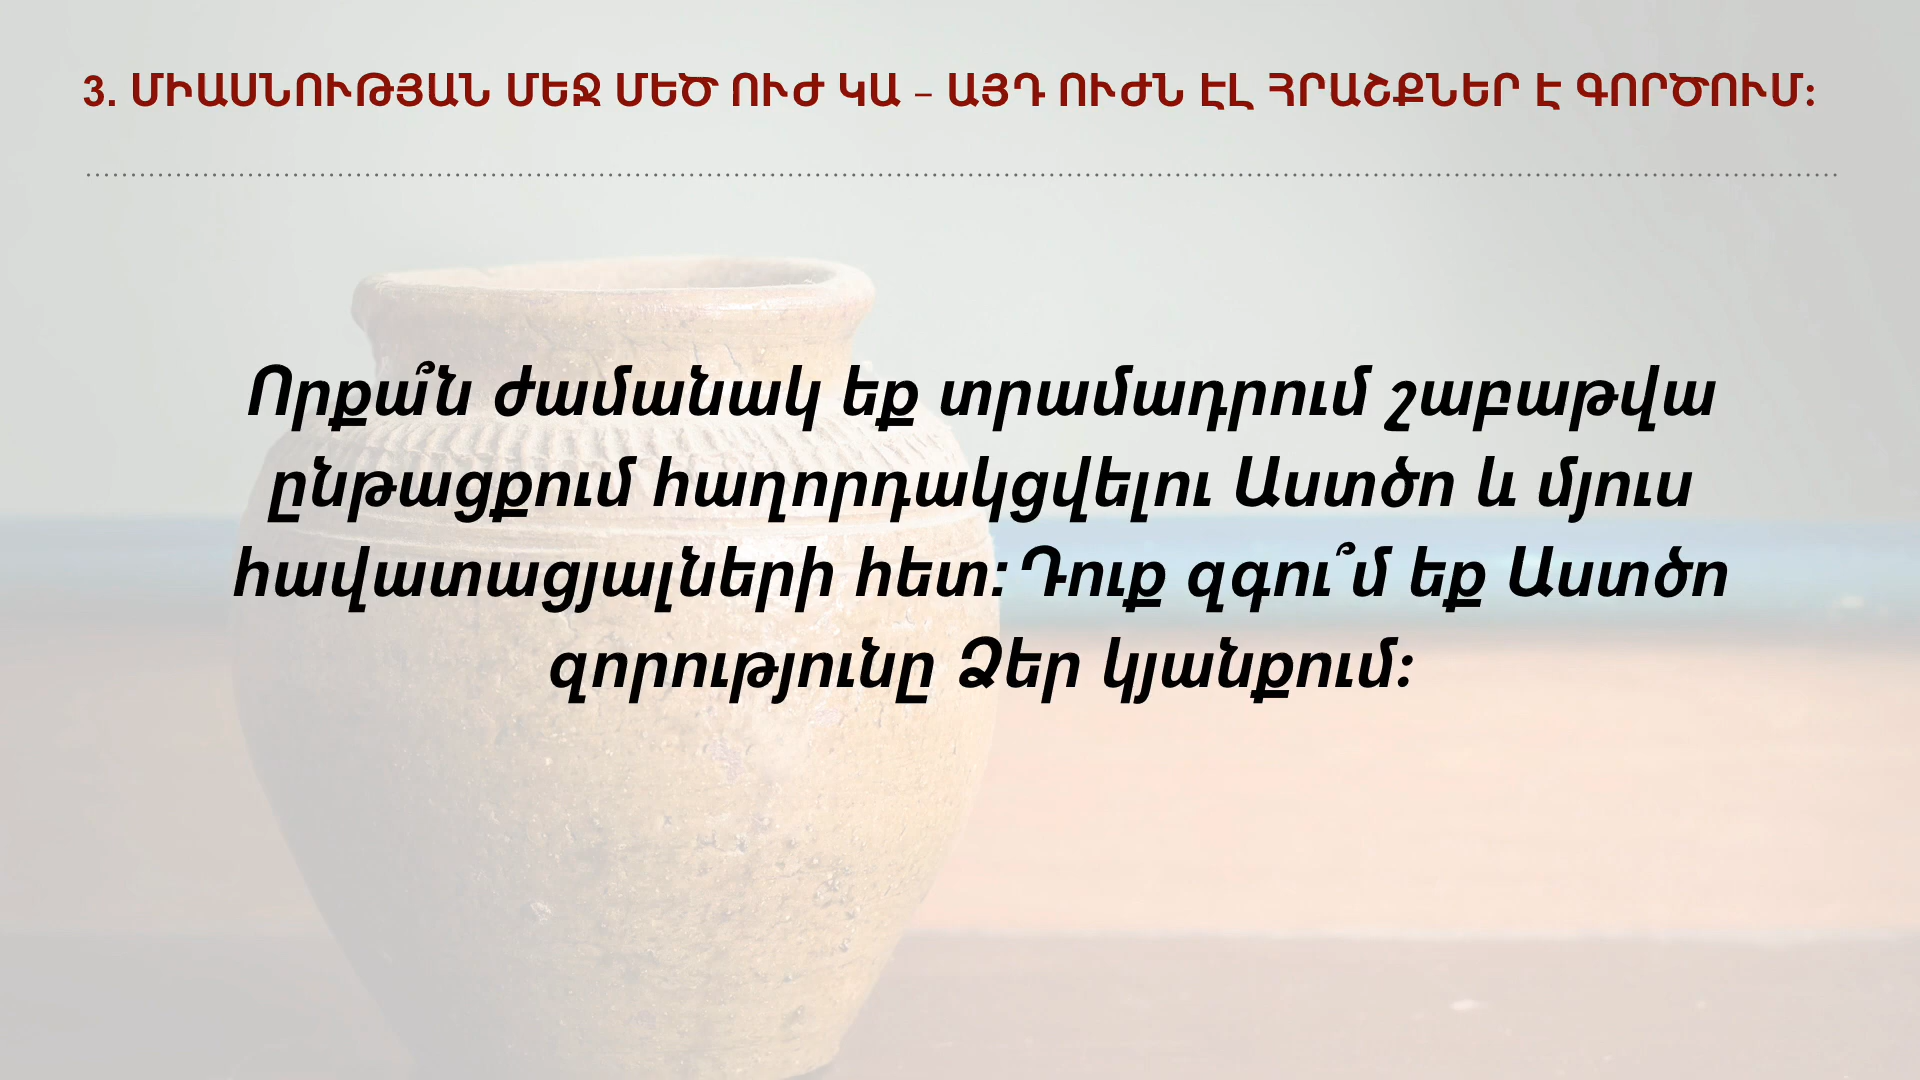 3. ՄԻԱՍՆՈՒԹՅԱՆ ՄԵՋ ՄԵԾ ՈՒԺ ԿԱ – ԱՅԴ ՈՒԺՆ ԷԼ ՀՐԱՇՔՆԵՐ Է ԳՈՐԾՈՒՄ:
Որքա՞ն ժամանակ եք տրամադրում շաբաթվա
ընթացքում հաղորդակցվելու Աստծո և մյուս
հավատացյալների հետ: Դուք զգու՞մ եք Աստծո
զորությունը Ձեր կյանքում: